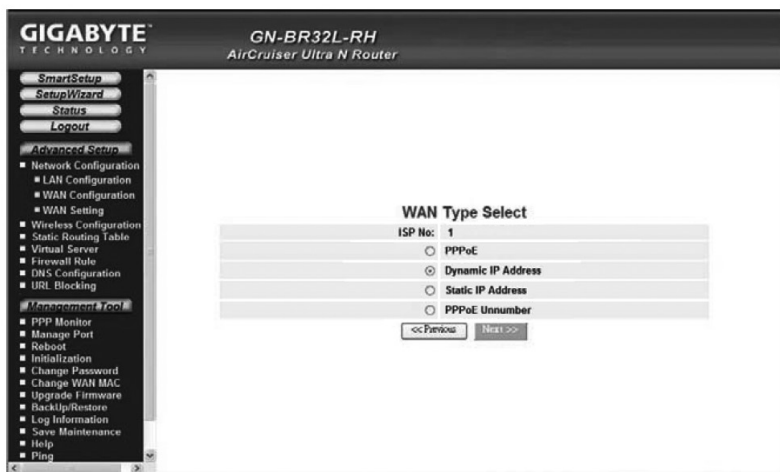 GIGABYTE
TECHNOLOGY
GN-BR32L-RH
AirCruiser Ultra N Router
SmartSetup
SetupWizard
Status
Logout
Advanced Setup
Network Configuration
LAN Configuration
WAN Configuration
WAN Setting
Wireless Configuration
Static Routing Table
Virtual Server
Firewall Rule
DNS Configuration
URL Blocking
Management Tool
PPP Monitor
Manage Port
Reboot
Initialization
Change Password
Change WAN MAC
Upgrade Firmware
BackUp/Restore
Log Information
Save Maintenance
Help
Ping
WAN Type Select
ISP No: 1
PPPoE
Dynamic IP Address
Static IP Address
PPPoE Unnumber
<< Previous Next >>